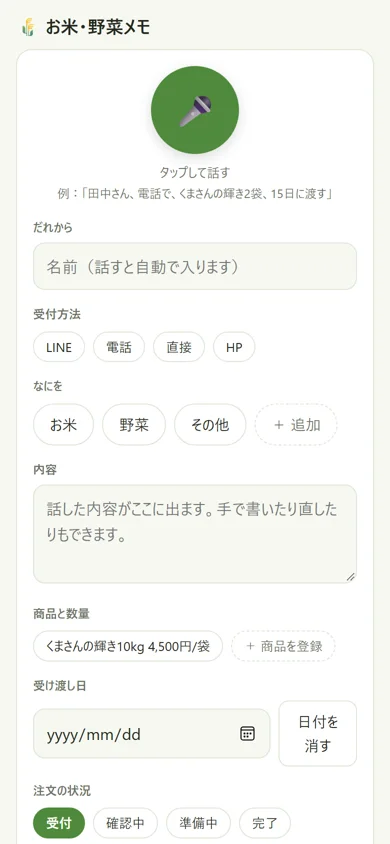 お米・野菜メモ
タップして話す
例：「田中さん、電話で、くまさんの輝き2袋、15日に渡す」
だれから
名前（話すと自動で入ります）
受付方法
LINE 電話 直接 HP
なにを
お米 野菜 その他 ＋ 追加
内容
話した内容がここに出ます。手で書いたり直した
りもできます。
商品と数量
くまさんの輝き10kg 4,500円/袋 ＋ 商品を登録
受け渡し日
yyyy/mm/dd
日付を
消す
注文の状況
受付 確認中 準備中 完了